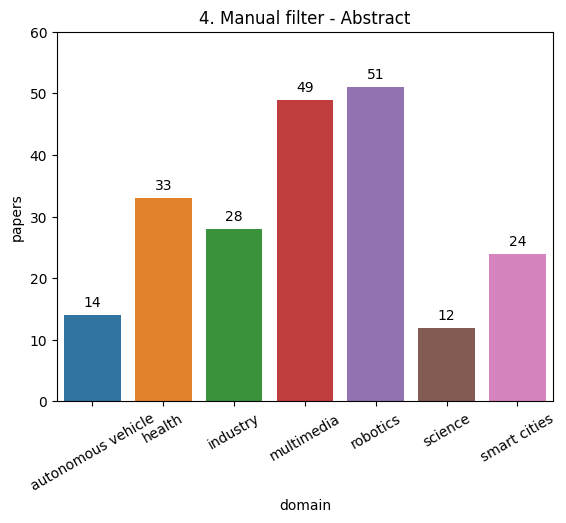 4. Manual filter - Abstract
60
50
40
30
20
10
0
papers
14
33
28
49
51
12
24
autonomous vehicle
health
industry
multimedia
robotics
science
smart cities
domain